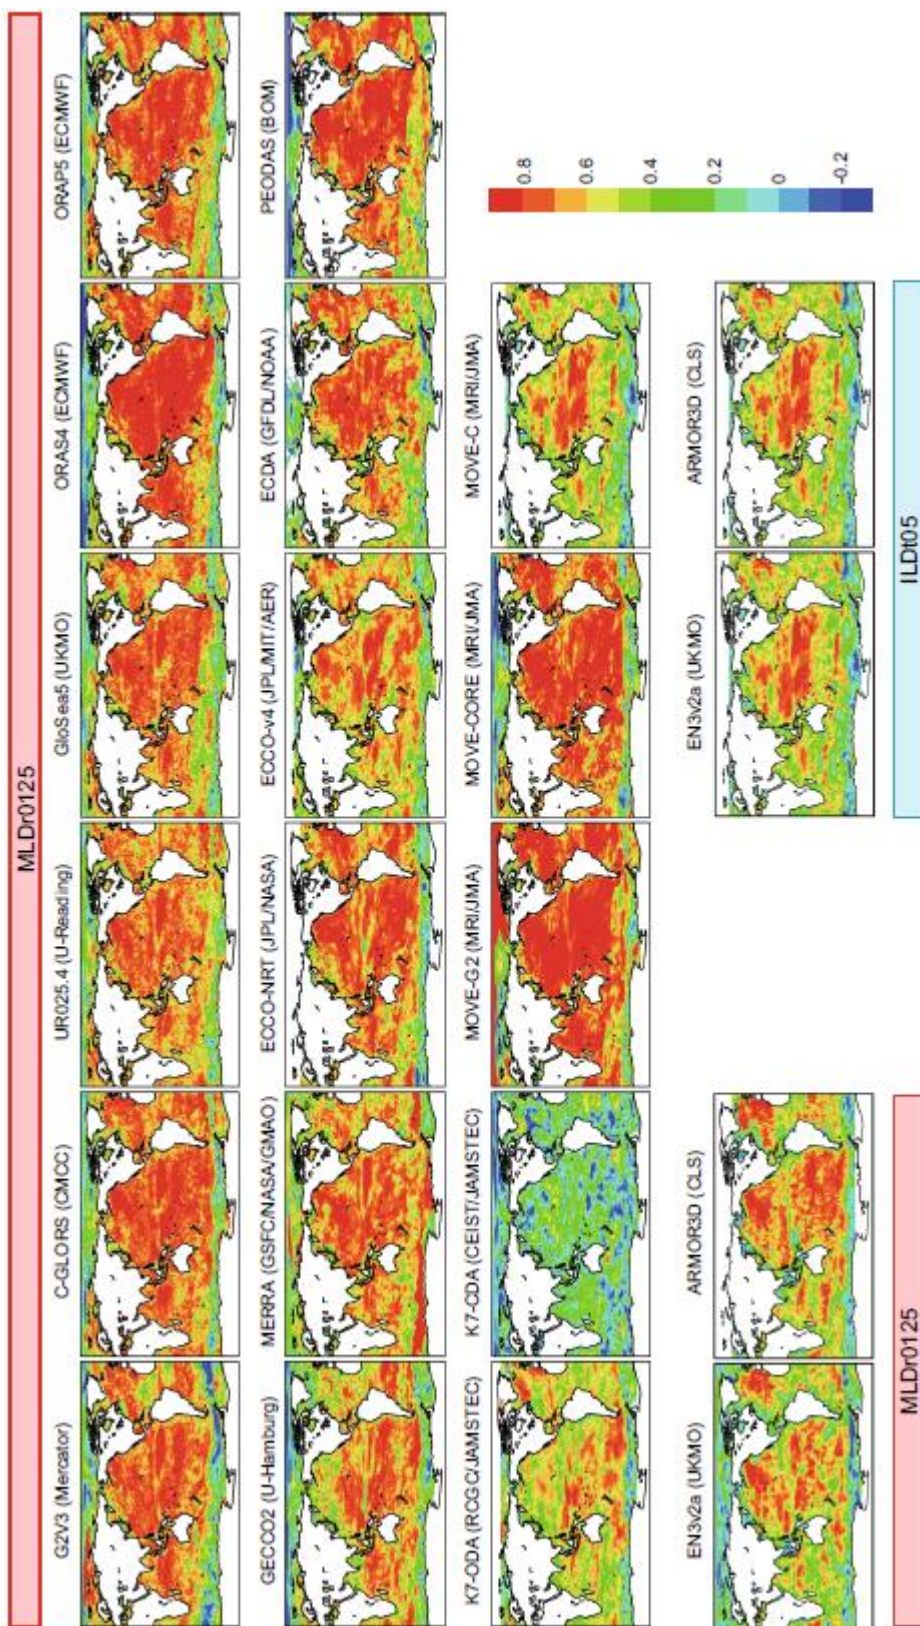 MLDr0125
G2V3 (Mercator)
C-GLORS (CMCC)
UR025.4 (U-Reading)
GloSea5 (UKMO)
ORAS4 (ECMWF)
ORAP5 (ECMWF)
GECCO2 (U-Hamburg)
MERRA (GSFC/NASA/GMAO)
ECCO-NRT (JPL/NASA)
ECCO-v4 (JPL/MIT/AER)
ECDA (GFDL/NOAA)
PEODAS (BOM)
K7-ODA (RCGC/JAMSTEC)
K7-CDA (CEIST/JAMSTEC)
MOVE-G2 (MRI/JMA)
MOVE-CORE (MRI/JMA)
MOVE-C (MRI/JMA)
0.8
0.6
0.4
0.2
0
-0.2
EN3v2a (UKMO)
ARMOR3D (CLS)
EN3v2a (UKMO)
ARMOR3D (CLS)
MLDr0125
ILDt05